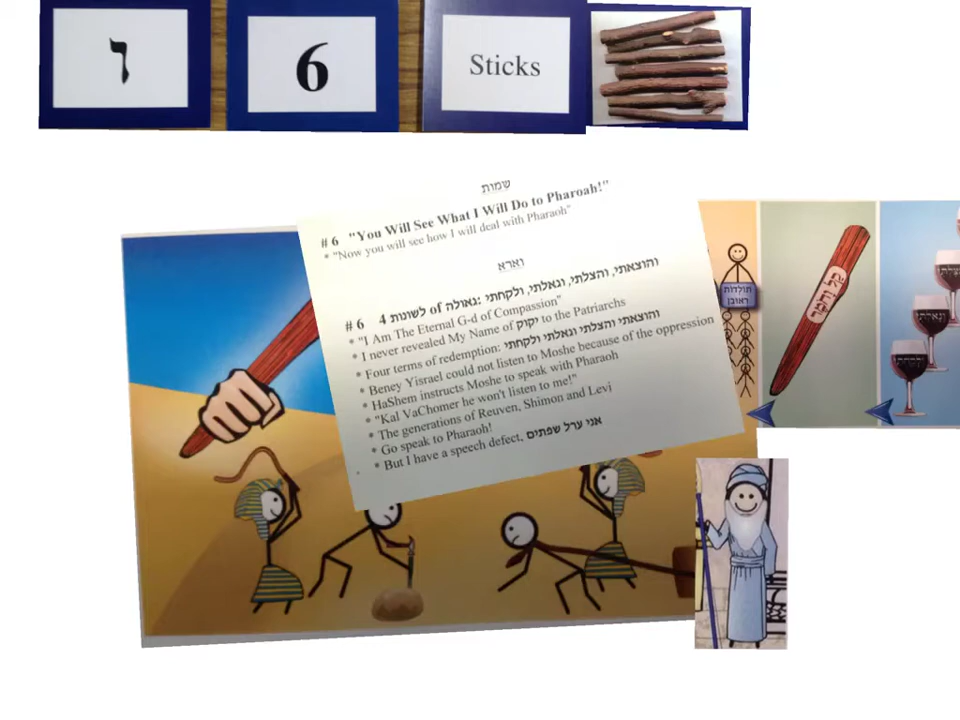 ו
6
Sticks
שמות
# 6 "You Will See What I Will Do to Pharoah!"
* "Now you will see how I will deal with Pharaoh"
וארא
# 6 4 לשונות of גאולה: והוצאתי, והצלתי, וגאלתי, ולקחתי
* "I Am The Eternal G-d of Compassion"
* I never revealed My Name of יקוק to the Patriarchs
* Four terms of redemption: והוצאתי והצלתי וגאלתי ולקחתי
* Beney Yisrael could not listen to Moshe because of the oppression
* HaShem instructs Moshe to speak with Pharaoh
* "Kal VaChomer he won't listen to me!"
* The generations of Reuven, Shimon and Levi
* Go speak to Pharaoh!
* But I have a speech defect, אני ערל שפתים
תולדות
ראובן
קל וחמר
וגאלתי